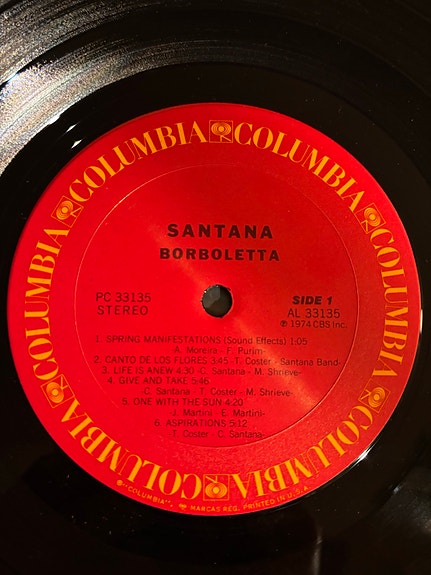 COLUMBIA COLUMBIA COLUMBIA COLUMBIA COLUMBIA COLUMBIA
SANTANA
BORBOLETTA
PC 33135
STEREO
SIDE 1
AL 33135
℗ 1974 CBS Inc.
1. SPRING MANIFESTATIONS (Sound Effects) 1:05
A. Moreira - F. Purim-
2. CANTO DE LOS FLORES 3:45 -T. Coster - Santana Band-
3. LIFE IS ANEW 4:30 -C. Santana - M. Shrieve-
4. GIVE AND TAKE 5:46
C. Santana - T. Coster - M. Shrieve-
5. ONE WITH THE SUN 4:20
-J. Martini - E. Martini-
6. ASPIRATIONS 5:12
-T. Coster - C. Santana-
®"COLUMBIA", MARCAS REG. PRINTED IN U.S.A.